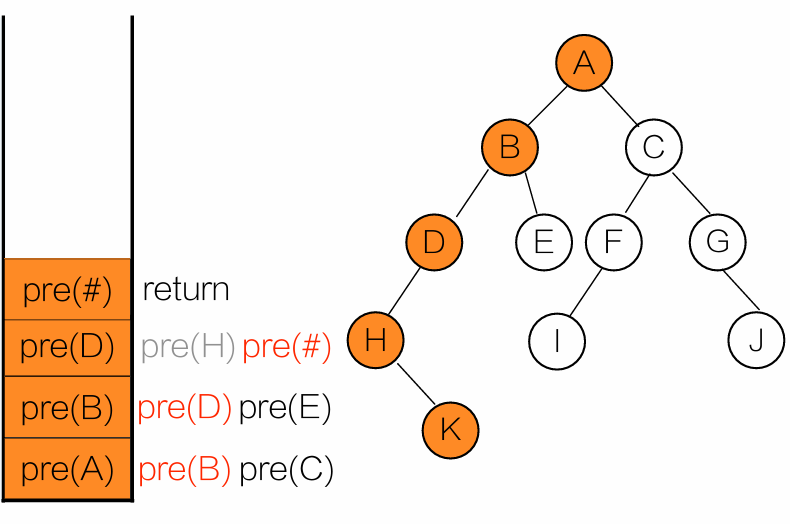 A
B
C
D
E
F
G
pre(#) return
pre(D) pre(H) pre(#)
H
I
J
pre(B) pre(D) pre(E)
K
pre(A) pre(B) pre(C)